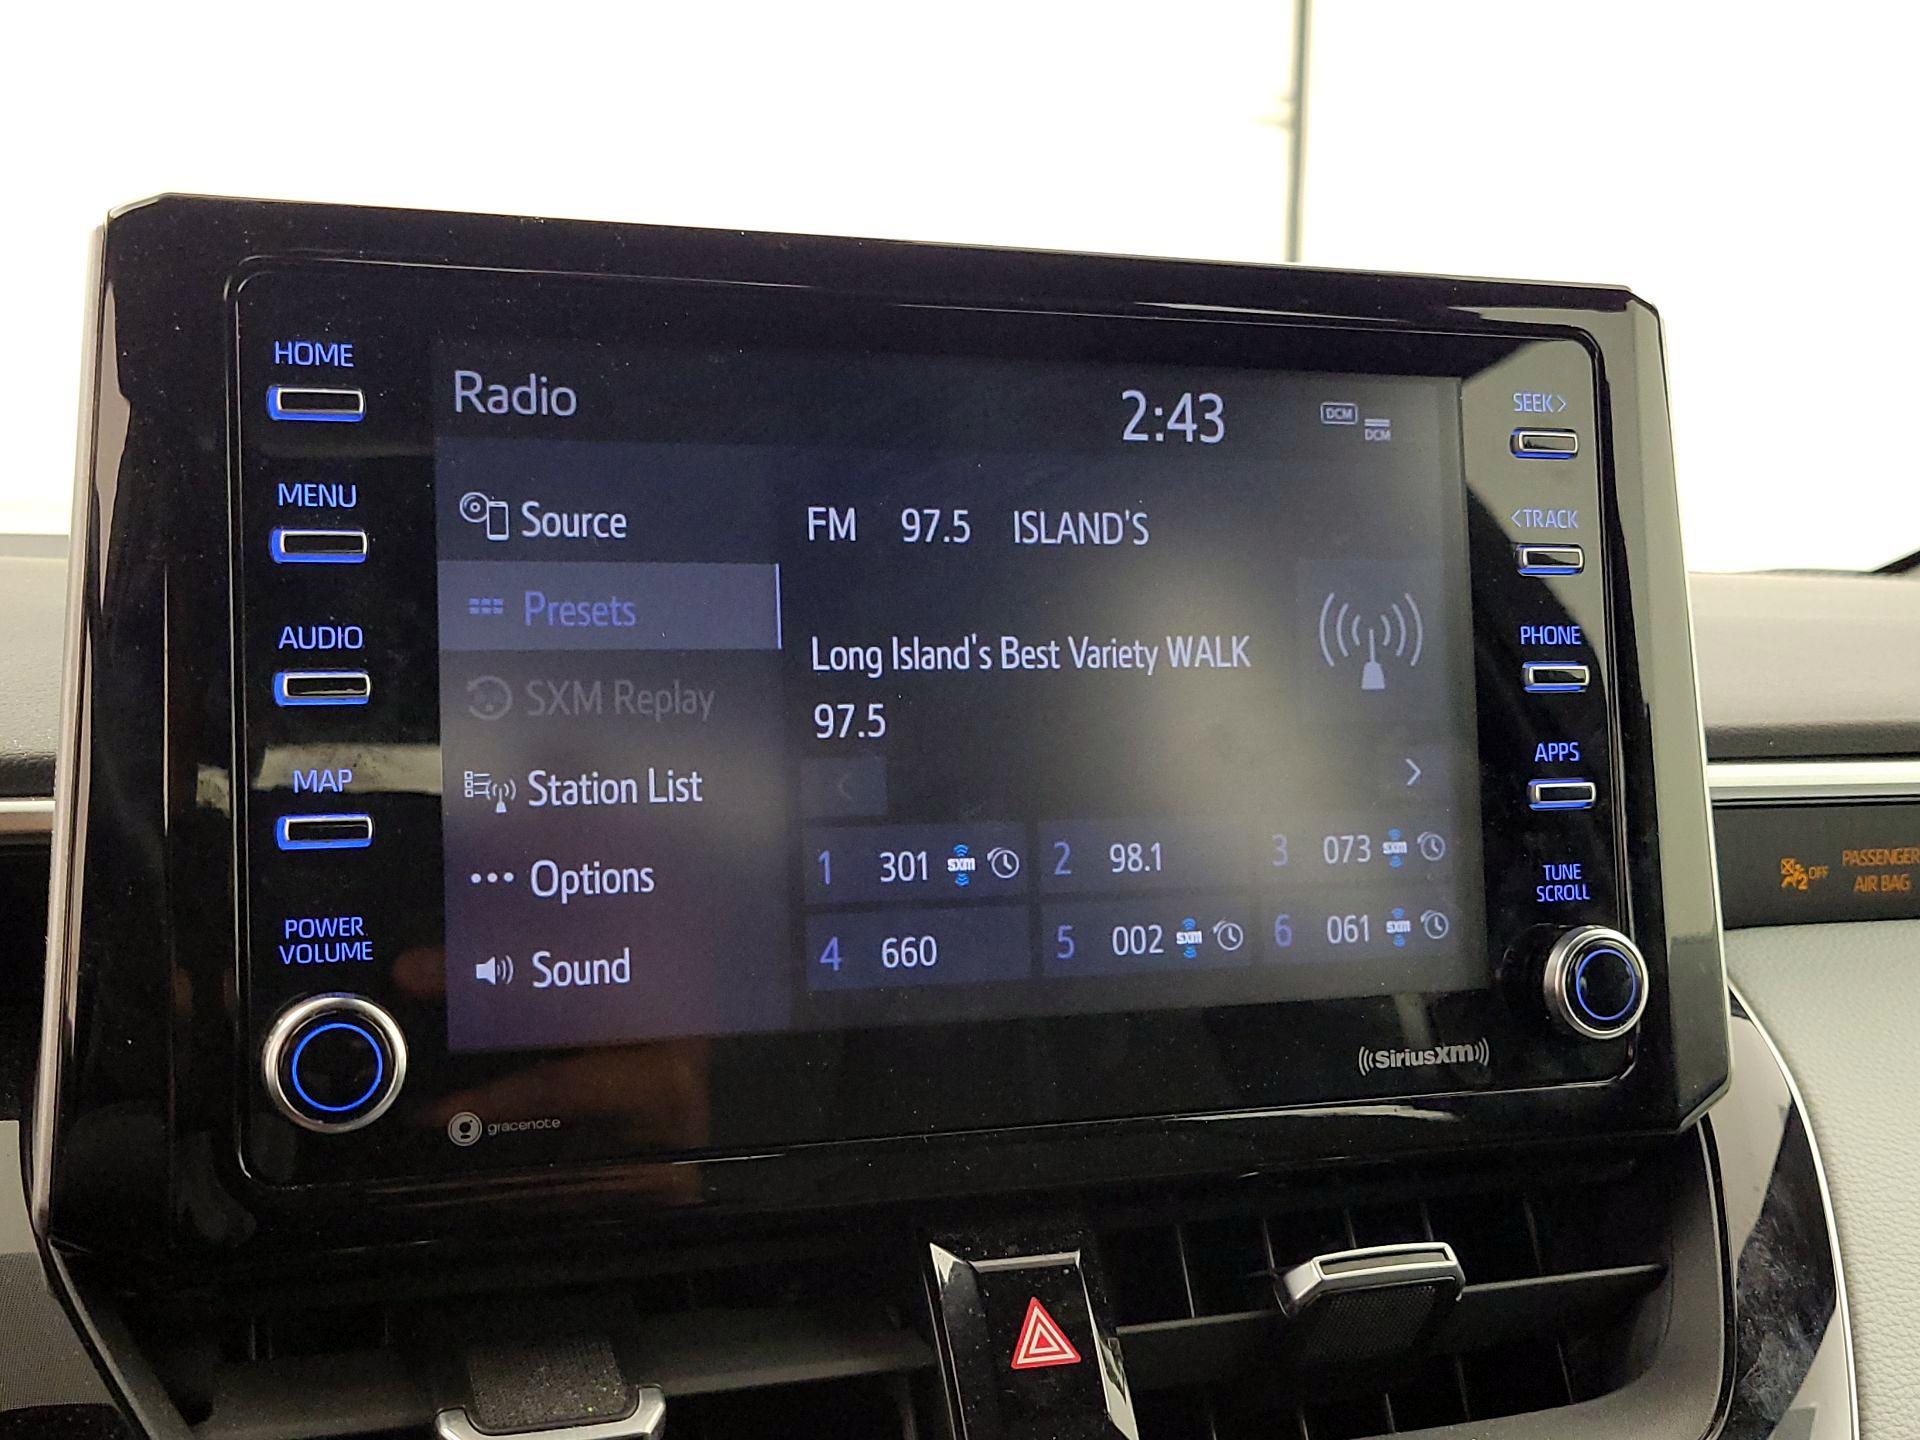 HOME
MENU
AUDIO
MAP
POWER
VOLUME
Radio
2:43
DCM
DCM
Source
Presets
SXM Replay
Station List
Options
Sound
FM 97.5 ISLAND'S
Long Island's Best Variety WALK
97.5
<
>
1 301 sxm
2 98.1
3 073 sxm
4 660
5 002 sxm
6 061 sxm
SEEK>
<TRACK
PHONE
APPS
TUNE
SCROLL
gracenote
SiriusXM
2 OFF
PASSENGER
AIR BAG